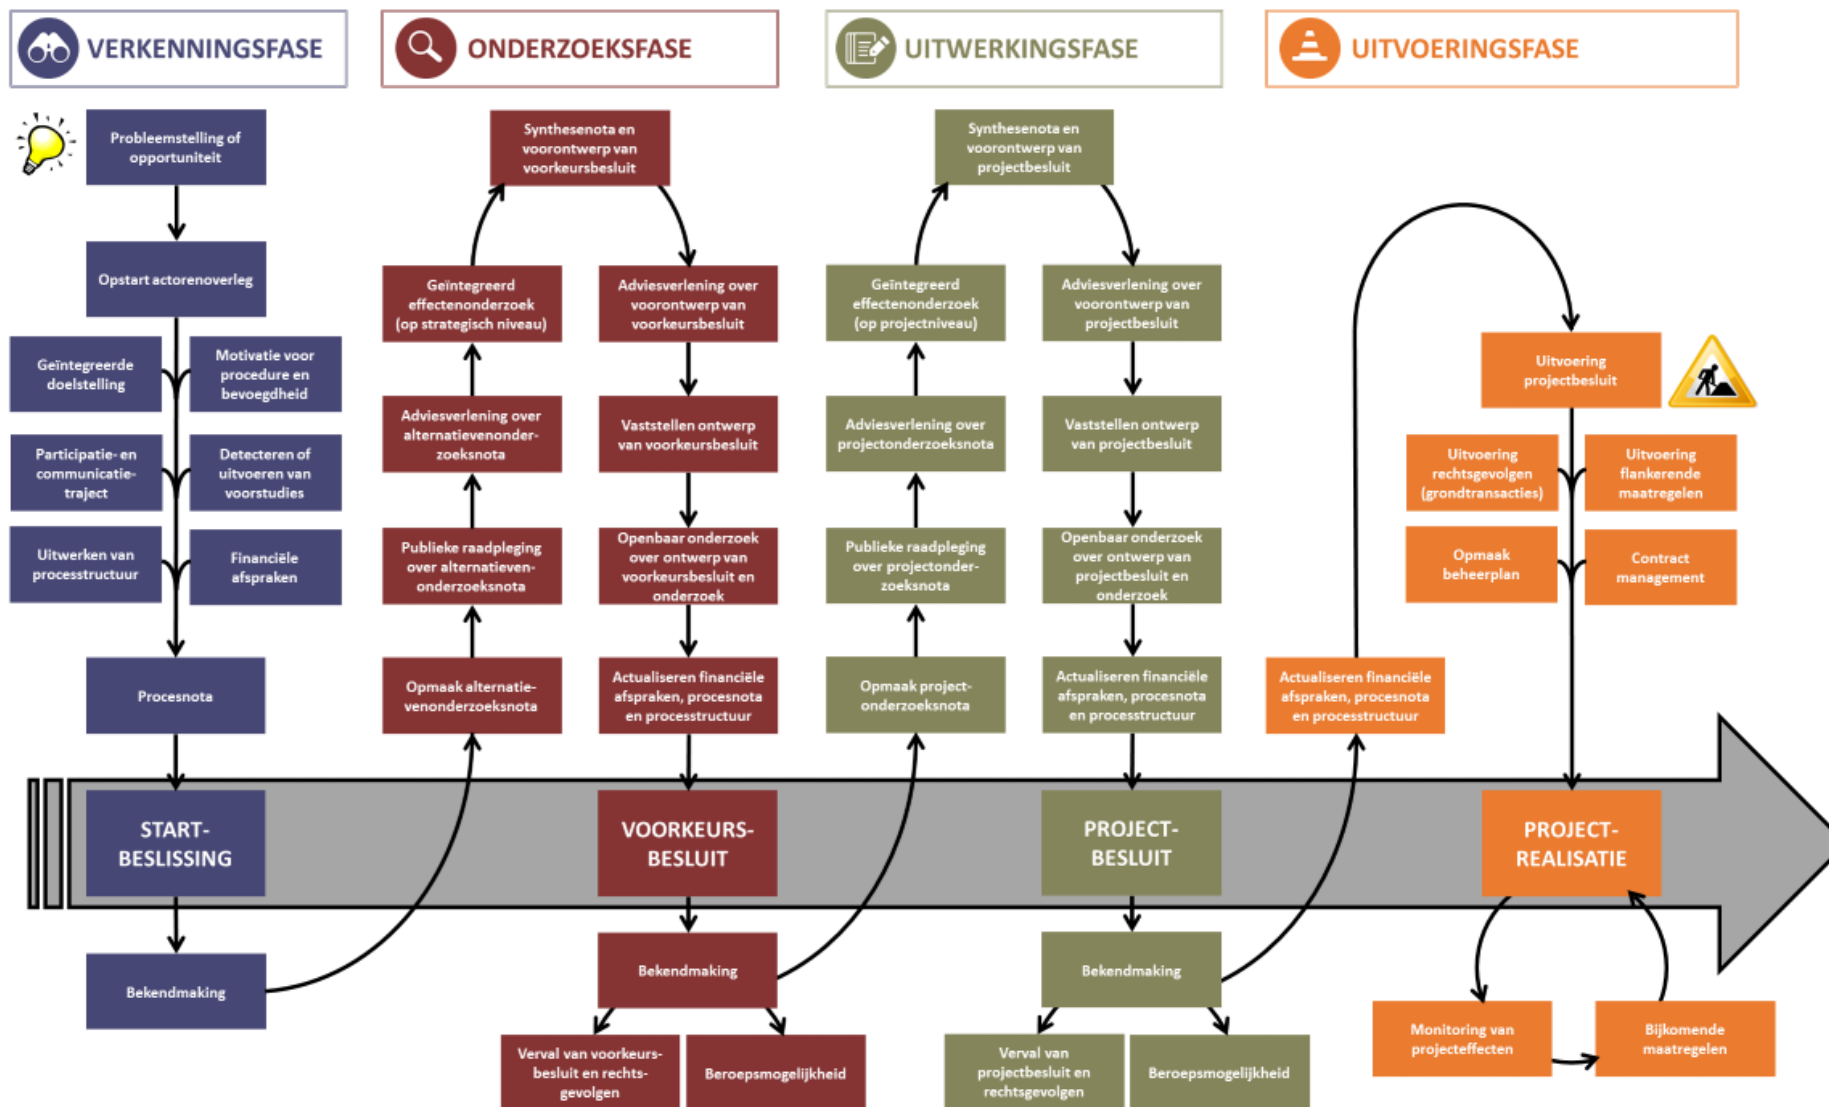 VERKENNINGSFASE
Probleemstelling of
opportuniteit
Opstart actorenoverleg
Geïntegreerde
doelstelling
Motivatie voor
procedure en
bevoegdheid
Participatie- en
communicatie-
traject
Detecteren of
uitvoeren van
voorstudies
Uitwerken van
processtructuur
Financiële
afspraken
Procesnota
START-
BESLISSING
Bekendmaking
ONDERZOEKSFASE
Synthesenota en
voorontwerp van
voorkeursbesluit
Geïntegreerd
effectenonderzoek
(op strategisch niveau)
Adviesverlening over
alternatievenonder-
zoeksnota
Publieke raadpleging
over alternatieven-
onderzoeksnota
Opmaak alternatie-
venonderzoeksnota
Adviesverlening over
voorontwerp van
voorkeursbesluit
Vaststellen ontwerp
van voorkeursbesluit
Openbaar onderzoek
over ontwerp van
voorkeursbesluit en
onderzoek
Actualiseren financiële
afspraken, procesnota
en processtructuur
VOORKEURS-
BESLUIT
Bekendmaking
Verval van voorkeurs-
besluit en rechts-
gevolgen
Beroepsmogelijkheid
UITWERKINGSFASE
Synthesenota en
voorontwerp van
projectbesluit
Geïntegreerd
effectenonderzoek
(op projectniveau)
Adviesverlening over
projectonderzoeksnota
Publieke raadpleging
over projectonder-
zoeksnota
Opmaak project-
onderzoeksnota
Adviesverlening over
voorontwerp van
projectbesluit
Vaststellen ontwerp
van projectbesluit
Openbaar onderzoek
over ontwerp van
projectbesluit en
onderzoek
Actualiseren financiële
afspraken, procesnota
en processtructuur
PROJECT-
BESLUIT
Bekendmaking
Verval van
projectbesluit en
rechtsgevolgen
Beroepsmogelijkheid
UITVOERINGSFASE
Actualiseren financiële
afspraken, procesnota
en processtructuur
Uitvoering
projectbesluit
Uitvoering
rechtsgevolgen
(grondtransacties)
Uitvoering
flankerende
maatregelen
Opmaak
beheerplan
Contract
management
PROJECT-
REALISATIE
Monitoring van
projecteffecten
Bijkomende
maatregelen